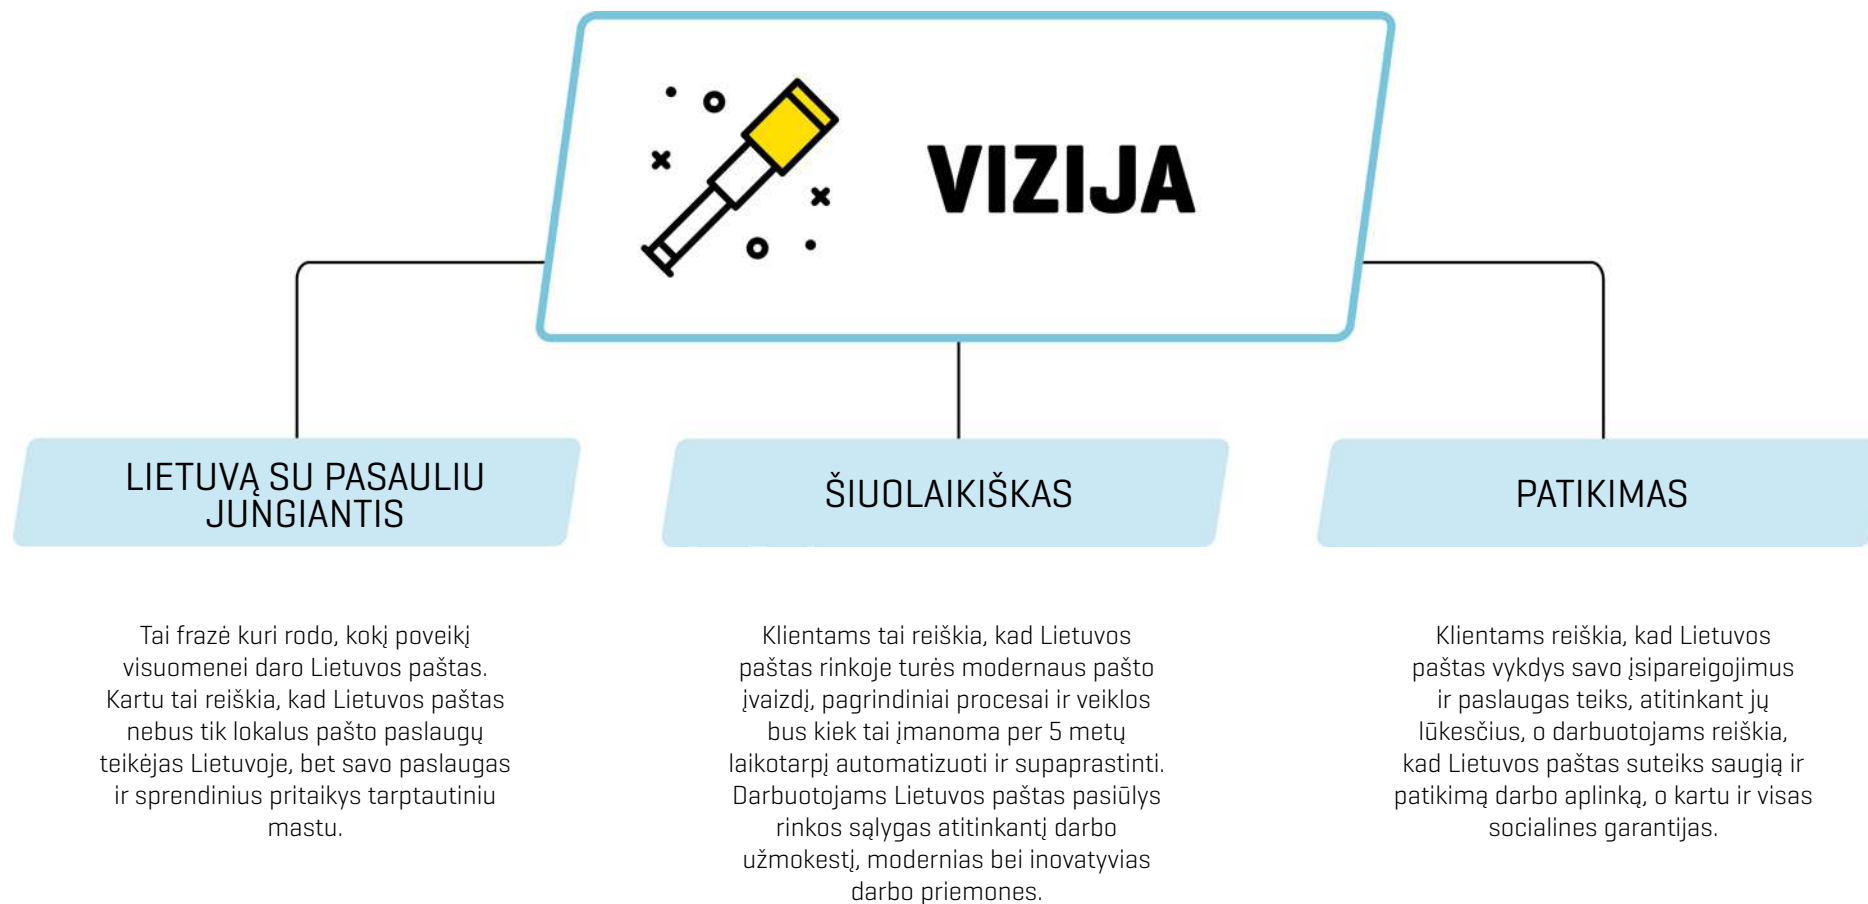 VIZIJA
LIETUVĄ SU PASAULIU
JUNGIANTIS
Tai frazė kuri rodo, kokį poveikį
visuomenei daro Lietuvos paštas.
Kartu tai reiškia, kad Lietuvos paštas
nebus tik lokalus pašto paslaugų
teikėjas Lietuvoje, bet savo paslaugas
ir sprendinius pritaikys tarptautiniu
mastu.
ŠIUOLAIKIŠKAS
Klientams tai reiškia, kad Lietuvos
paštas rinkoje turės modernaus pašto
įvaizdį, pagrindiniai procesai ir veiklos
bus kiek tai įmanoma per 5 metų
laikotarpį automatizuoti ir supaprastinti.
Darbuotojams Lietuvos paštas pasiūlys
rinkos sąlygas atitinkantį darbo
užmokestį, modernias bei inovatyvias
darbo priemones.
PATIKIMAS
Klientams reiškia, kad Lietuvos
paštas vykdys savo įsipareigojimus
ir paslaugas teiks, atitinkant jų
lūkesčius, o darbuotojams reiškia,
kad Lietuvos paštas suteiks saugią ir
patikimą darbo aplinką, o kartu ir visas
socialines garantijas.